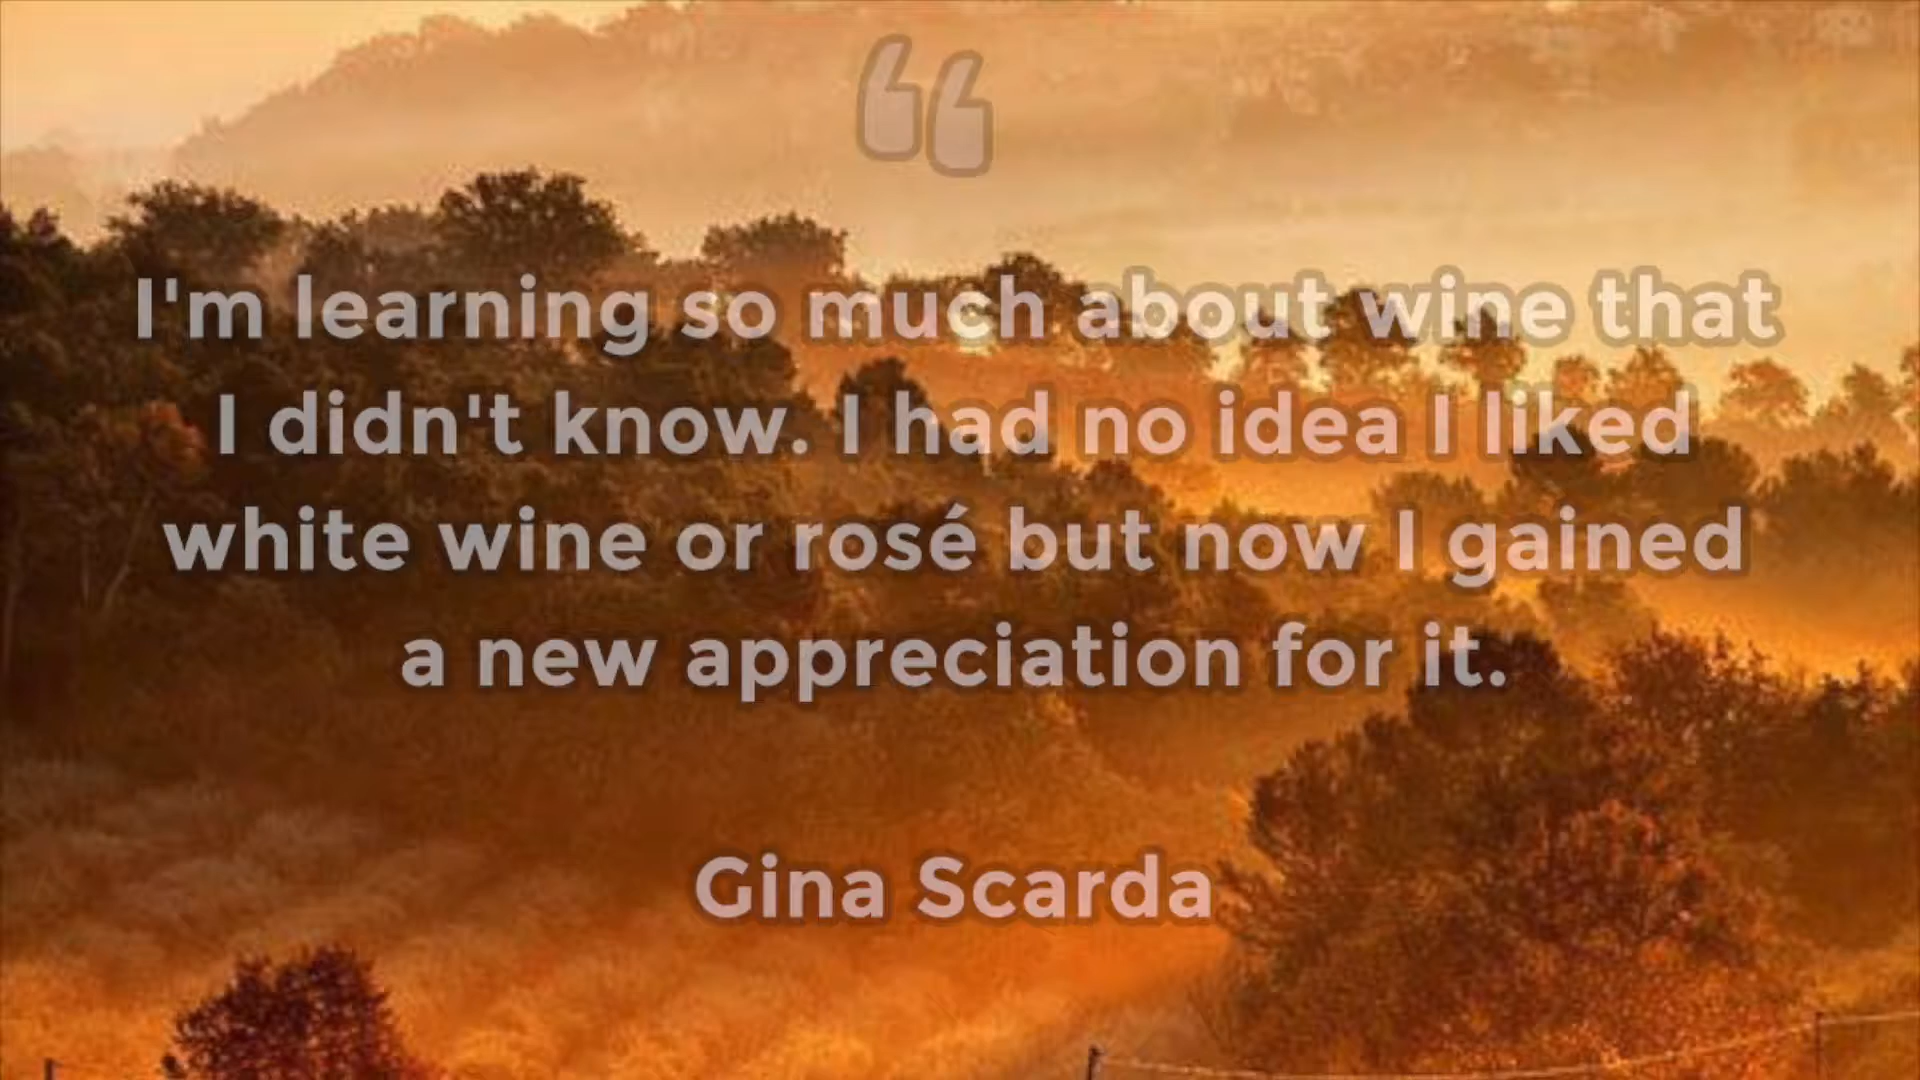 “
I'm learning so much about wine that
I didn't know. I had no idea I liked
white wine or rosé but now I gained
a new appreciation for it.
Gina Scarda